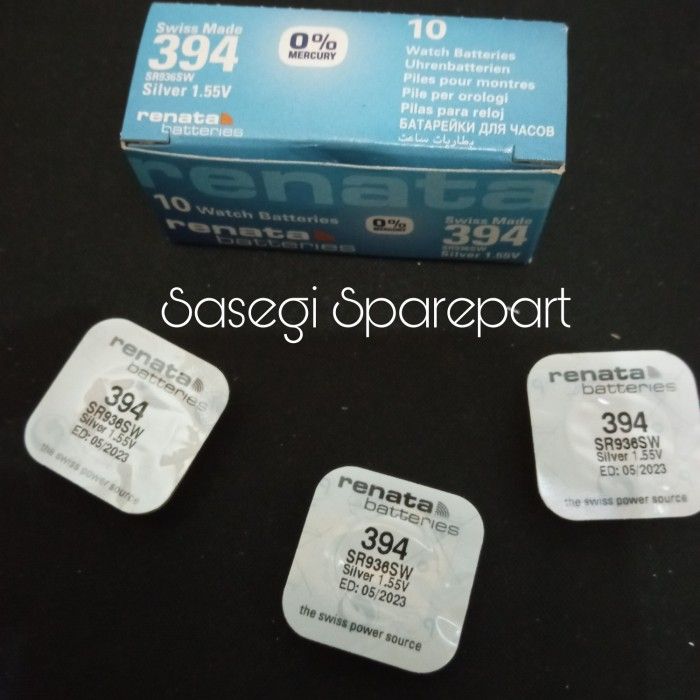 Swiss Made
394
SR936SW
Silver 1.55V
renata
batteries
0%
MERCURY
10
Watch Batteries
Uhrenbatterien
Piles pour montres
Pile per orologi
Pilas para reloj
БАТАРЕЙКИ ДЛЯ ЧАСОВ
بطاريات ساعت
renata
10 Watch Batteries
renata
batteries
0%
MERCURY
Swiss Made
394
SR936SW
Silver 1.55V
Sasegi Sparepart
renata
batteries
394
SR936SW
Silver 1.55V
ED: 05/2023
the swiss power source
renata
batteries
394
SR936SW
Silver 1.55V
ED: 05/2023
the swiss power source
renata
batteries
394
SR936SW
Silver 1.55V
ED: 05/2023
the swiss power source